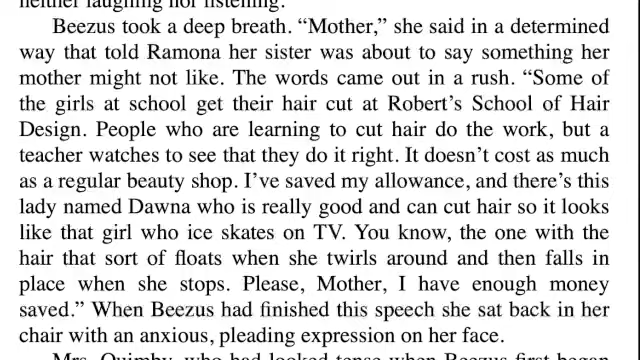 neither laughing nor listening.
Beezus took a deep breath. “Mother,” she said in a determined
way that told Ramona her sister was about to say something her
mother might not like. The words came out in a rush. “Some of
the girls at school get their hair cut at Robert’s School of Hair
Design. People who are learning to cut hair do the work, but a
teacher watches to see that they do it right. It doesn’t cost as much
as a regular beauty shop. I’ve saved my allowance, and there’s this
lady named Dawna who is really good and can cut hair so it looks
like that girl who ice skates on TV. You know, the one with the
hair that sort of floats when she twirls around and then falls in
place when she stops. Please, Mother, I have enough money
saved.” When Beezus had finished this speech she sat back in her
chair with an anxious, pleading expression on her face.
Mrs. Quimby, who had looked tense when Beezus first began